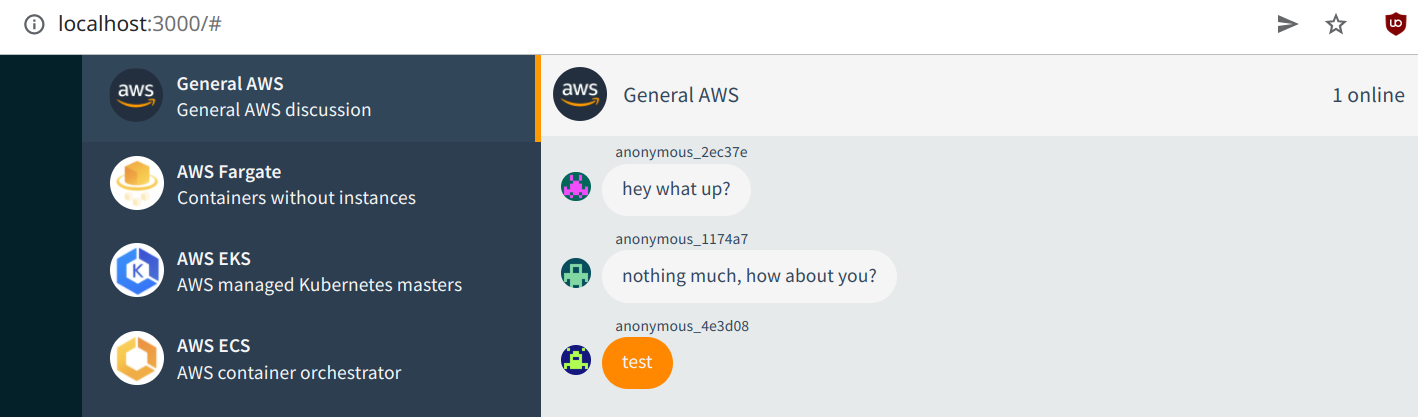 localhost:3000/#
aws
General AWS
General AWS discussion
AWS Fargate
Containers without instances
K
AWS EKS
AWS managed Kubernetes masters
AWS ECS
AWS container orchestrator
aws
General AWS
1 online
anonymous_2ec37e
hey what up?
anonymous_1174a7
nothing much, how about you?
anonymous_4e3d08
test